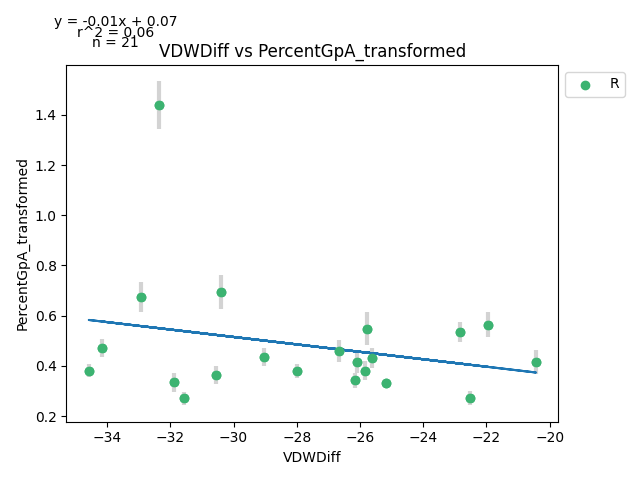 y = -0.01x + 0.07
r^2 = 0.06
n = 21
VDWDiff vs PercentGpA_transformed
R
PercentGpA_transformed
1.4
1.2
1.0
0.8
0.6
0.4
0.2
−34
−32
−30
−28
−26
−24
−22
−20
VDWDiff